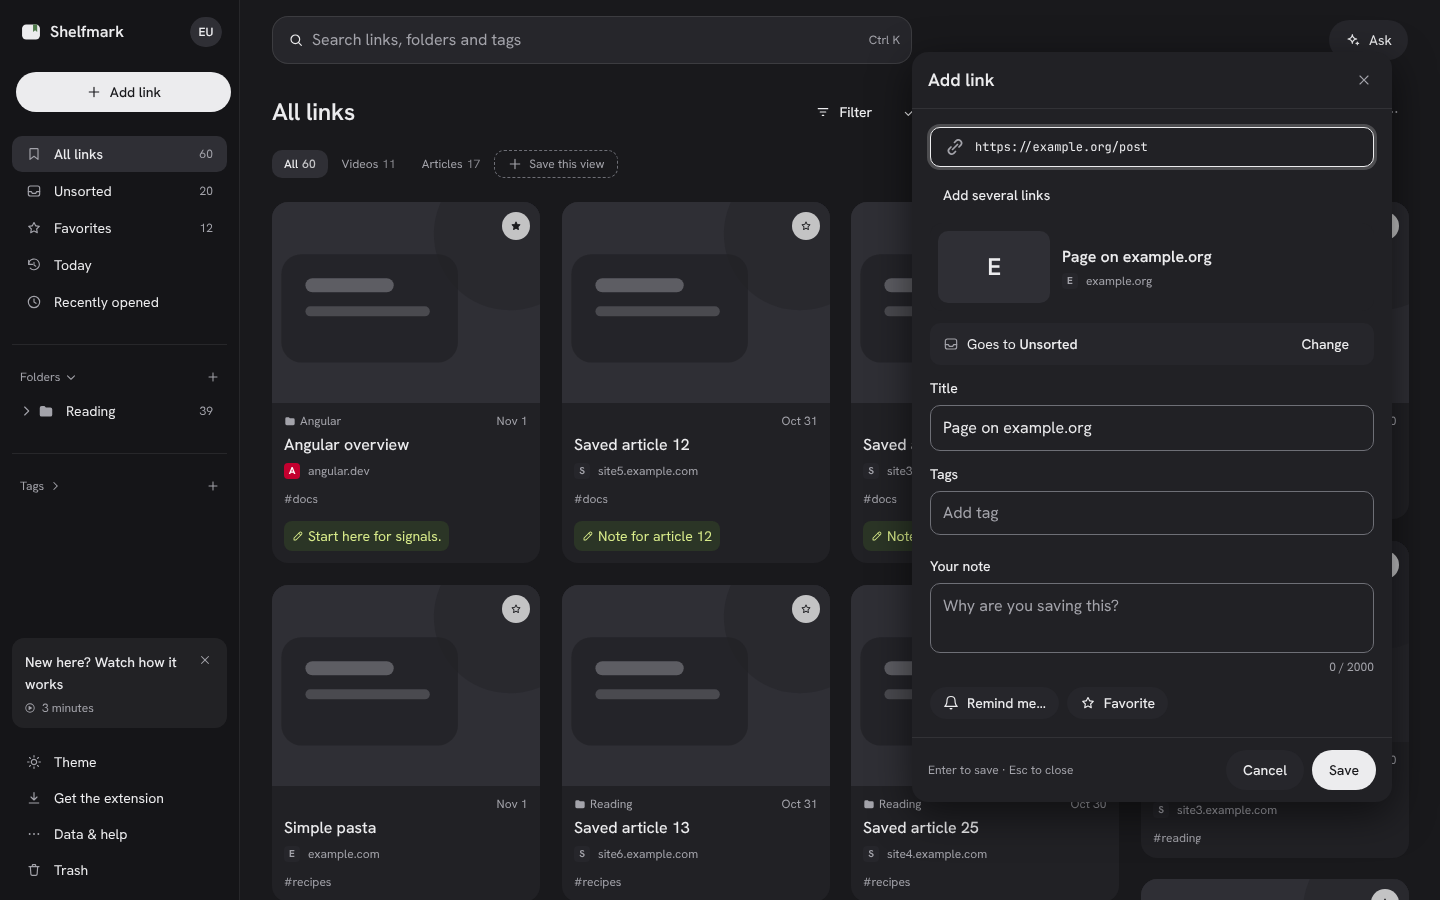 Shelfmark
EU
Add link
All links 60
Unsorted 20
Favorites 12
Today
Recently opened
Folders
Reading 39
Tags
New here? Watch how it
works
3 minutes
Theme
Get the extension
Data & help
Trash
Search links, folders and tags
Ctrl K
Ask
All links
Filter
All 60
Videos 11
Articles 17
Save this view
Angular
Nov 1
Angular overview
A angular.dev
#docs
Start here for signals.
Oct 31
Saved article 12
S site5.example.com
#docs
Note for article 12
Saved
S site3
#docs
Note
Nov 1
Simple pasta
E example.com
#recipes
Reading
Oct 31
Saved article 13
S site6.example.com
#recipes
Reading
Oct 30
Saved article 25
S site4.example.com
#recipes
S site3.example.com
#reading
Add link
https://example.org/post
Add several links
E
Page on example.org
E example.org
Goes to Unsorted
Change
Title
Page on example.org
Tags
Add tag
Your note
Why are you saving this?
0 / 2000
Remind me...
Favorite
Enter to save · Esc to close
Cancel
Save